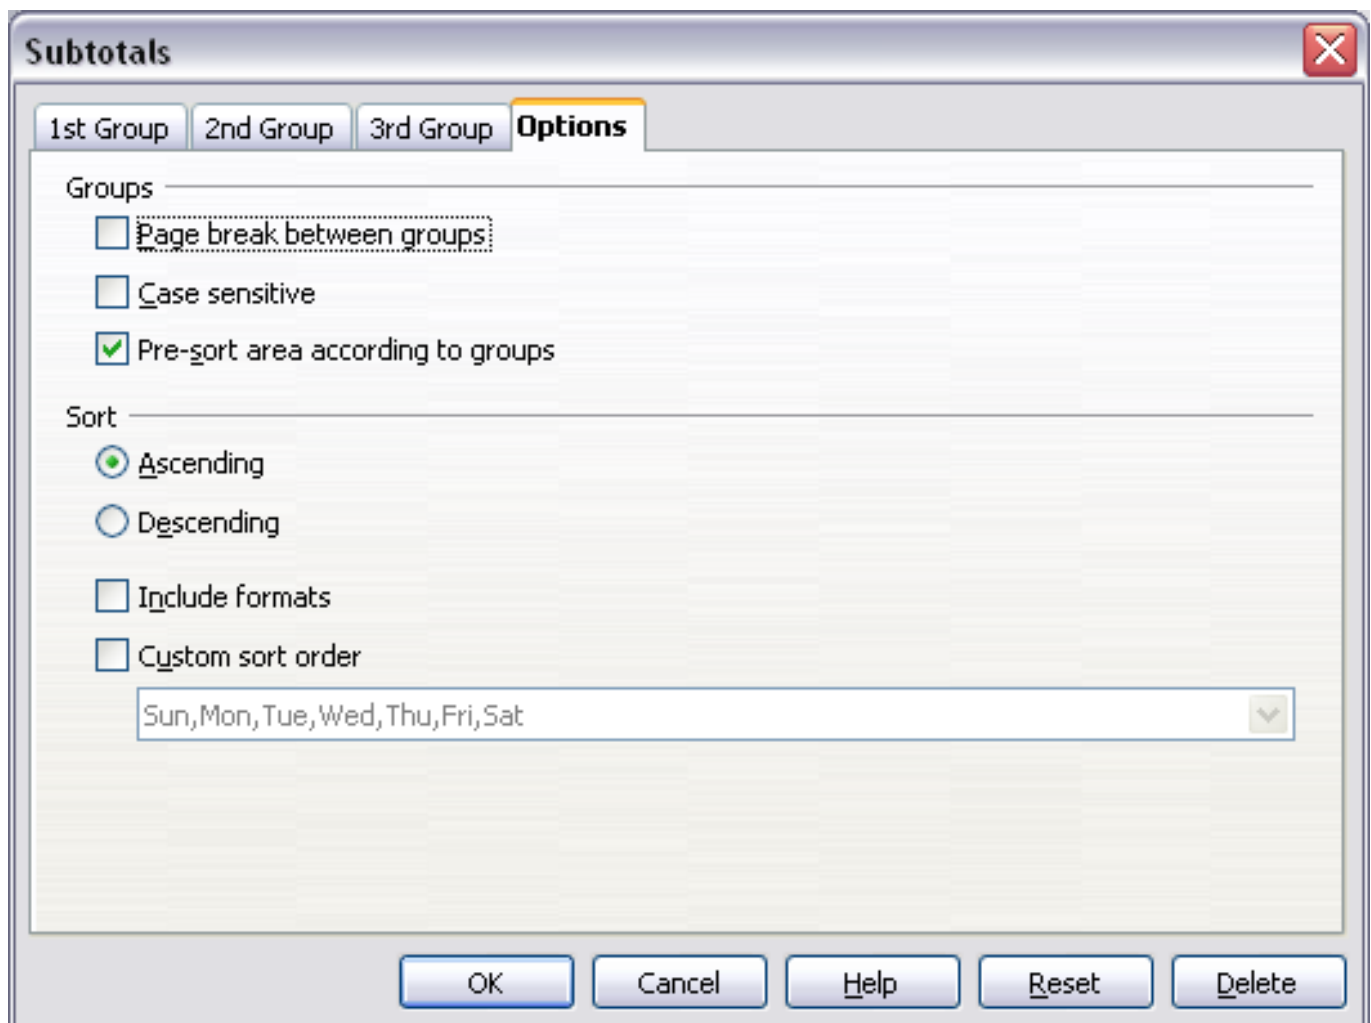 Subtotals
1st Group 2nd Group 3rd Group Options
Groups
Page break between groups
Case sensitive
Pre-sort area according to groups
Sort
Ascending
Descending
Include formats
Custom sort order
Sun,Mon,Tue,Wed,Thu,Fri,Sat
OK Cancel Help Reset Delete